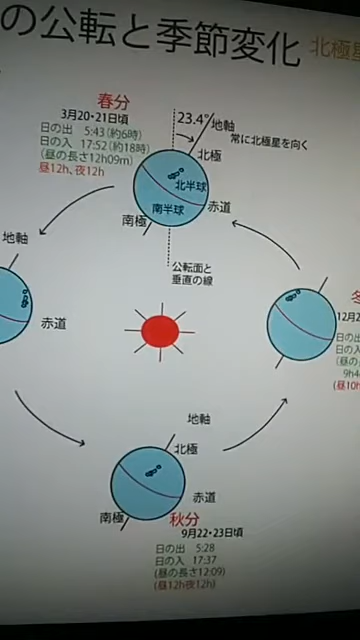 の公転と季節変化 北極星
春分
3月20・21日頃
日の出 5:43(約6時)
日の入 17:52(約18時)
(昼の長さ12h09m)
昼12h、夜12h
23.4°
地軸
常に北極星を向く
北極
北半球
南半球
赤道
南極
公転面と
垂直の線
地軸
赤道
冬
12月2
日の出
日の入
(昼の
9h4
(昼10h
地軸
北極
赤道
南極
秋分
9月22・23日頃
日の出 5:28
日の入 17:37
(昼の長さ12:09)
(昼12h夜12h)